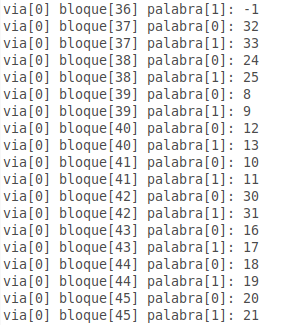 via[0] bloque[36] palabra[1]: -1
via[0] bloque[37] palabra[0]: 32
via[0] bloque[37] palabra[1]: 33
via[0] bloque[38] palabra[0]: 24
via[0] bloque[38] palabra[1]: 25
via[0] bloque[39] palabra[0]: 8
via[0] bloque[39] palabra[1]: 9
via[0] bloque[40] palabra[0]: 12
via[0] bloque[40] palabra[1]: 13
via[0] bloque[41] palabra[0]: 10
via[0] bloque[41] palabra[1]: 11
via[0] bloque[42] palabra[0]: 30
via[0] bloque[42] palabra[1]: 31
via[0] bloque[43] palabra[0]: 16
via[0] bloque[43] palabra[1]: 17
via[0] bloque[44] palabra[0]: 18
via[0] bloque[44] palabra[1]: 19
via[0] bloque[45] palabra[0]: 20
via[0] bloque[45] palabra[1]: 21